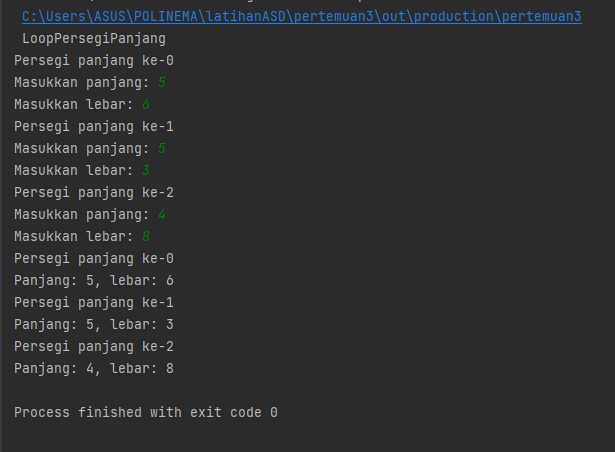 C:\Users\ASUS\POLINEMA\latihanASD\pertemuan3\out\production\pertemuan3
LoopPersegiPanjang
Persegi panjang ke-0
Masukkan panjang: 5
Masukkan lebar: 6
Persegi panjang ke-1
Masukkan panjang: 5
Masukkan lebar: 3
Persegi panjang ke-2
Masukkan panjang: 4
Masukkan lebar: 8
Persegi panjang ke-0
Panjang: 5, lebar: 6
Persegi panjang ke-1
Panjang: 5, lebar: 3
Persegi panjang ke-2
Panjang: 4, lebar: 8
Process finished with exit code 0